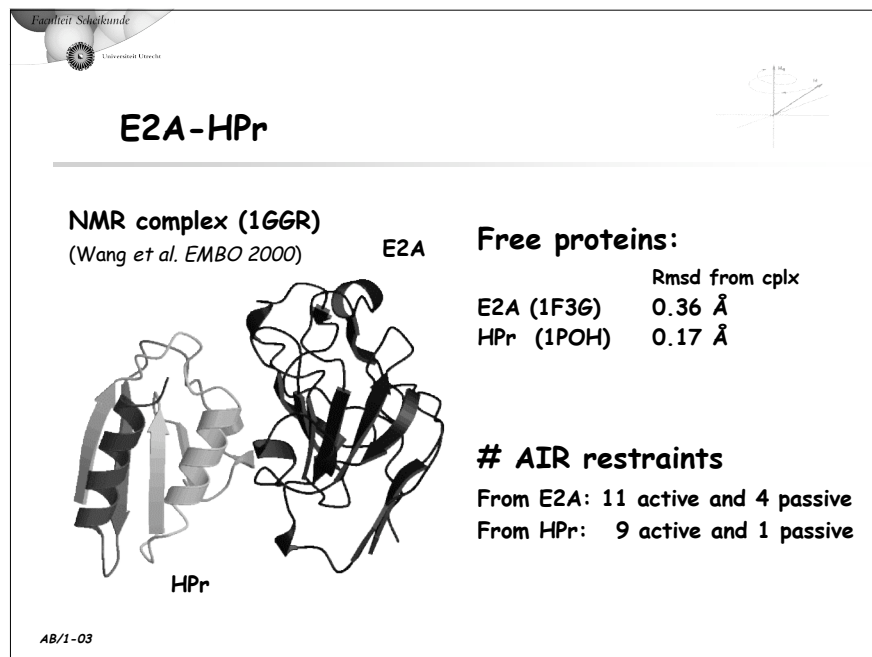 Faculteit Scheikunde
Universiteit Utrecht
E2A-HPr
NMR complex (1GGR)
(Wang et al. EMBO 2000)
E2A
HPr
Free proteins:
Rmsd from cplx
E2A (1F3G) 0.36 Å
HPr (1POH) 0.17 Å
# AIR restraints
From E2A: 11 active and 4 passive
From HPr: 9 active and 1 passive
AB/1-03